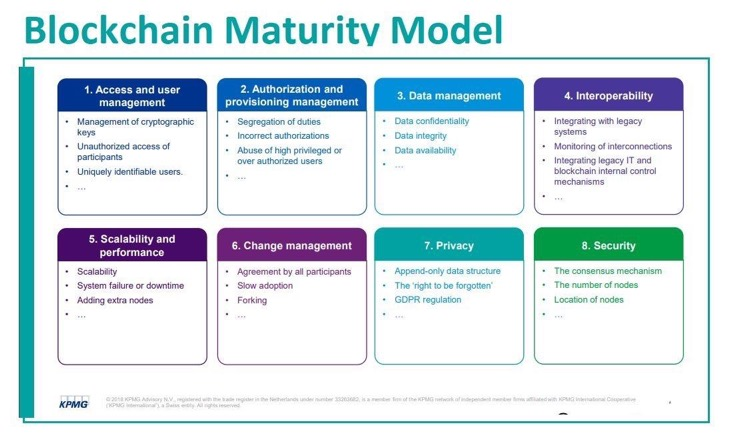 Blockchain Maturity Model
1. Access and user
management
• Management of cryptographic
keys
• Unauthorized access of
participants
• Uniquely identifiable users.
• ...
2. Authorization and
provisioning management
• Segregation of duties
• Incorrect authorizations
• Abuse of high privileged or
over authorized users
• ...
3. Data management
• Data confidentiality
• Data integrity
• Data availability
• ...
4. Interoperability
• Integrating with legacy
systems
• Monitoring of interconnections
• Integrating legacy IT and
blockchain internal control
mechanisms
• ...
5. Scalability and
performance
• Scalability
• System failure or downtime
• Adding extra nodes
• ...
6. Change management
• Agreement by all participants
• Slow adoption
• Forking
• ...
7. Privacy
• Append-only data structure
• The ‘right to be forgotten’
• GDPR regulation
• ...
8. Security
• The consensus mechanism
• The number of nodes
• Location of nodes
• ...
KPMG
KPMG Advisory N.V., registered with the trade register in the Netherlands under number 33263682, is a member firm of the KPMG network of independent member firms affiliated with KPMG International Cooperative
(‘KPMG International’), a Swiss entity. All rights reserved.